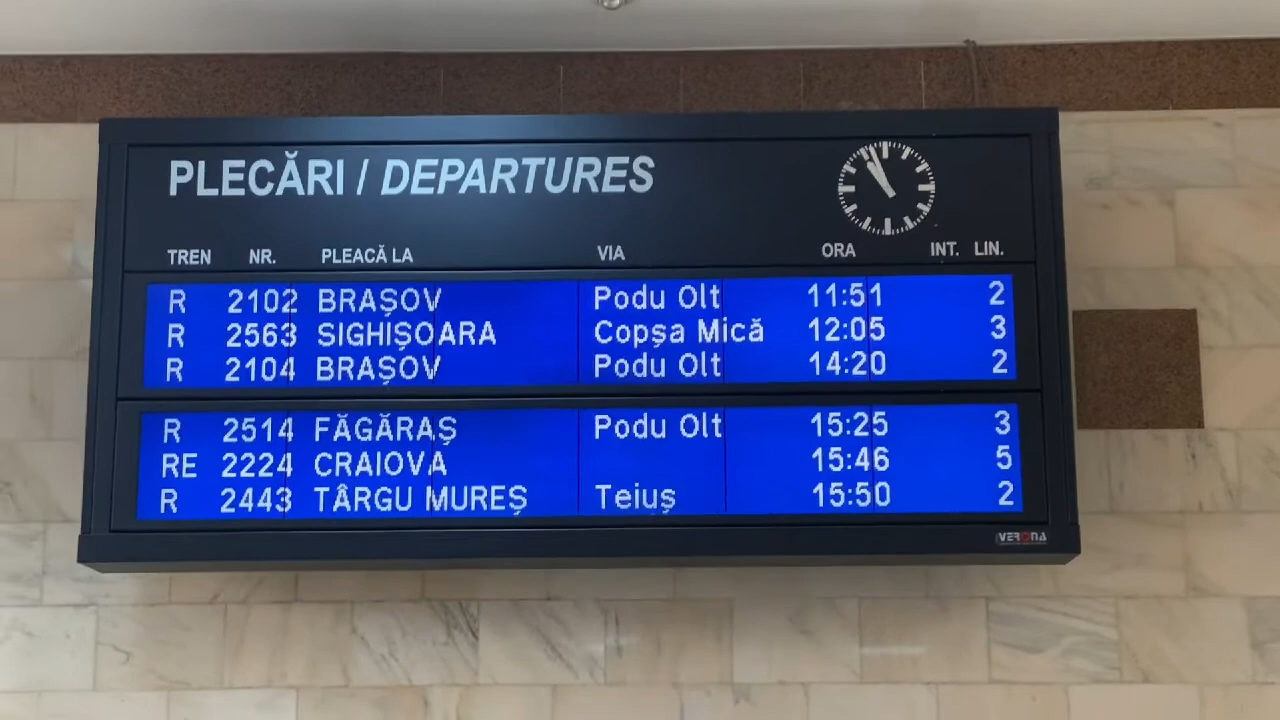 PLECĂRI / DEPARTURES
TREN NR. PLEACĂ LA VIA ORA INT. LIN.
R 2102 BRAȘOV Podu Olt 11:51 2
R 2563 SIGHIȘOARA Copșa Mică 12:05 3
R 2104 BRAȘOV Podu Olt 14:20 2
R 2514 FĂGĂRAȘ Podu Olt 15:25 3
RE 2224 CRAIOVA 15:46 5
R 2443 TÂRGU MUREȘ Teiuș 15:50 2
VERONA